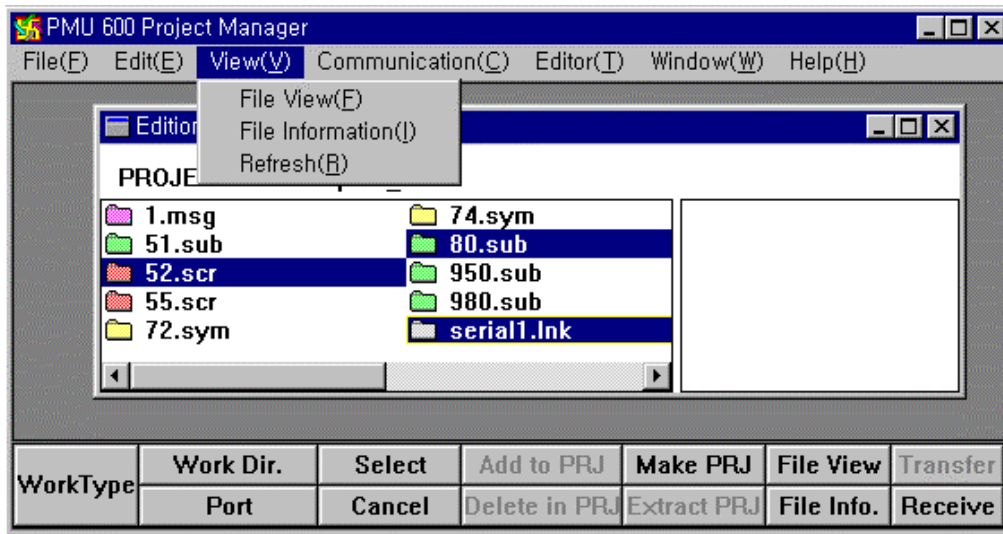 PMU 600 Project Manager
File(F) Edit(E) View(V) Communication(C) Editor(T) Window(W) Help(H)
File View(F)
File Information(I)
Refresh(R)
Edition
PROJE
1.msg 74.sym
51.sub 80.sub
52.scr 950.sub
55.scr 980.sub
72.sym serial1.lnk
WorkType Work Dir. Select Add to PRJ Make PRJ File View Transfer
Port Cancel Delete in PRJ Extract PRJ File Info. Receive